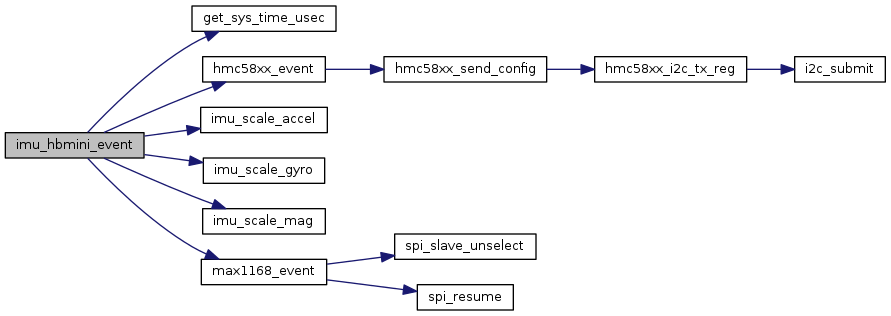 get_sys_time_usec
hmc58xx_event
hmc58xx_send_config
hmc58xx_i2c_tx_reg
i2c_submit
imu_scale_accel
imu_hbmini_event
imu_scale_gyro
imu_scale_mag
spi_slave_unselect
max1168_event
spi_resume